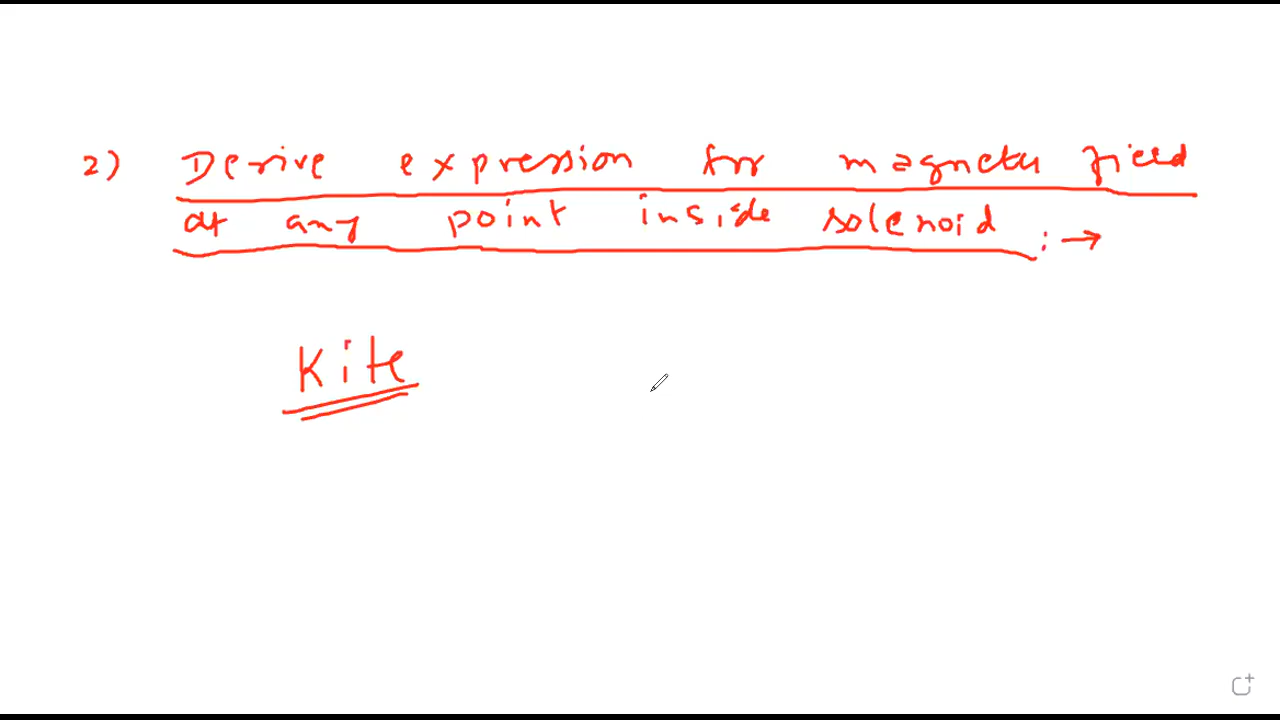 2) Derive expression for magnetic field
at any point inside solenoid :→
Kite